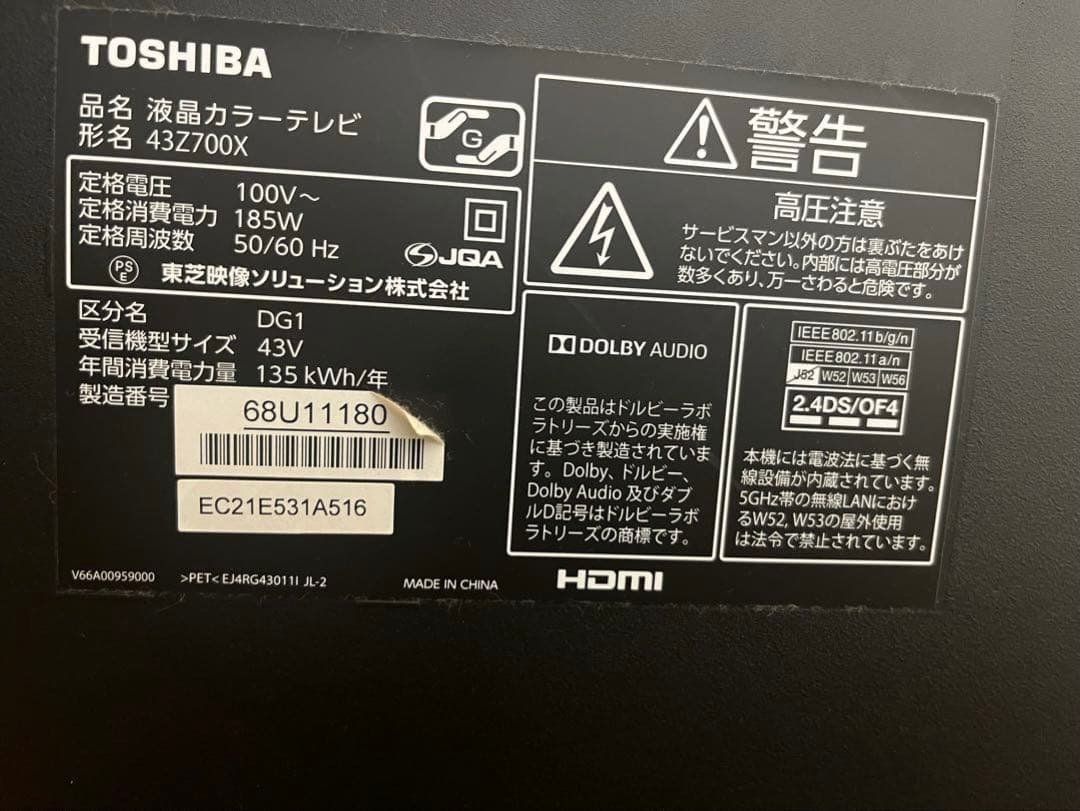 TOSHIBA
品名 液晶カラーテレビ
形名 43Z700X
G
定格電圧 100V～
定格消費電力 185W
定格周波数 50/60 Hz
JQA
PS
E
東芝映像ソリューション株式会社
区分名 DG1
受信機型サイズ 43V
年間消費電力量 135 kWh/年
製造番号
68U11180
EC21E531A516
V66A00959000 >PET< EJ4RG43011I JL-2 MADE IN CHINA
警告
高圧注意
サービスマン以外の方は裏ぶたをあけ
ないでください。内部には高電圧部分が
数多くあり、万一さわると危険です。
DOLBY AUDIO
この製品はドルビーラボ
ラトリーズからの実施権
に基づき製造されていま
す。Dolby、ドルビー、
Dolby Audio 及びダブ
ルD記号はドルビーラボ
ラトリーズの商標です。
IEEE802.11b/g/n
IEEE802.11a/n
J52 W52 W53 W56
2.4DS/OF4
本機には電波法に基づく無
線設備が内蔵されています。
5GHz帯の無線LANにおけ
るW52, W53の屋外使用
は法令で禁止されています。
HDMI